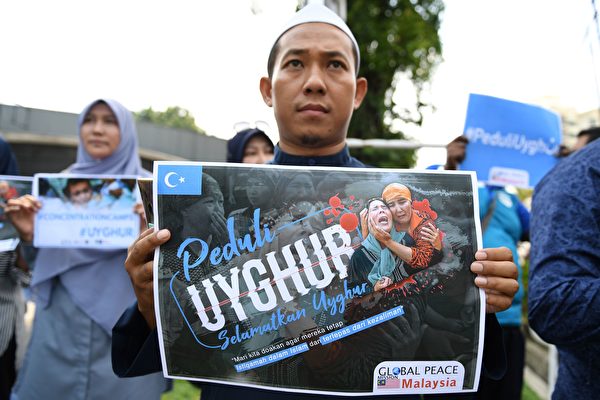 #CONCENTRATIONCAMPS
#UYGHUR
#PeduliUyghur
Peduli
UYGHUR
Selamatkan Uyghur
"Mari kita doakan agar mereka tetap
Istiqamah dalam Islam dan terlepas dari kezaliman"
GLOBAL PEACE
MISSION
Malaysia